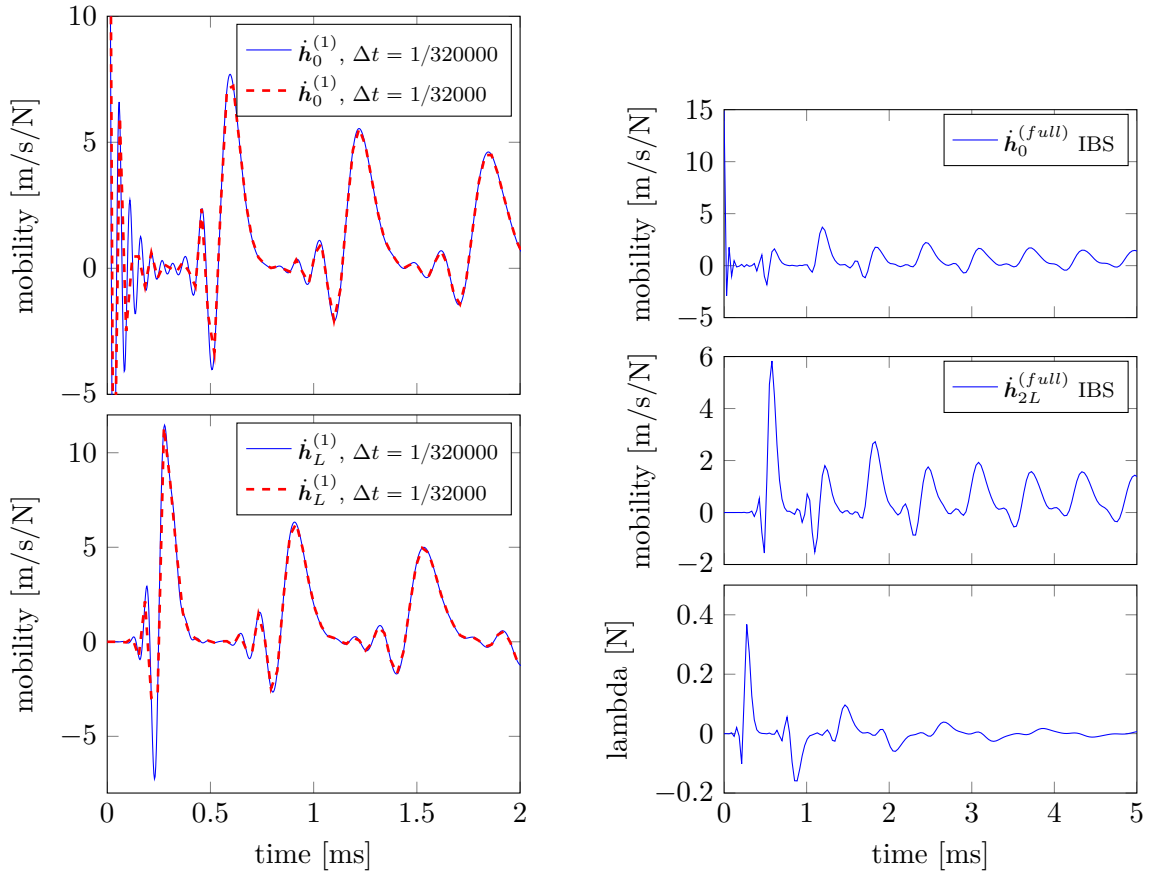 10
5
0
−5
mobility [m/s/N]
ḣ₀⁽¹⁾, Δt = 1/320000
ḣ₀⁽¹⁾, Δt = 1/32000
10
5
0
−5
mobility [m/s/N]
ḣ_L⁽¹⁾, Δt = 1/320000
ḣ_L⁽¹⁾, Δt = 1/32000
0 0.5 1 1.5 2
time [ms]
15
10
5
0
−5
mobility [m/s/N]
ḣ₀^(full) IBS
6
4
2
0
−2
mobility [m/s/N]
ḣ_2L^(full) IBS
0.4
0.2
0
−0.2
lambda [N]
0 1 2 3 4 5
time [ms]